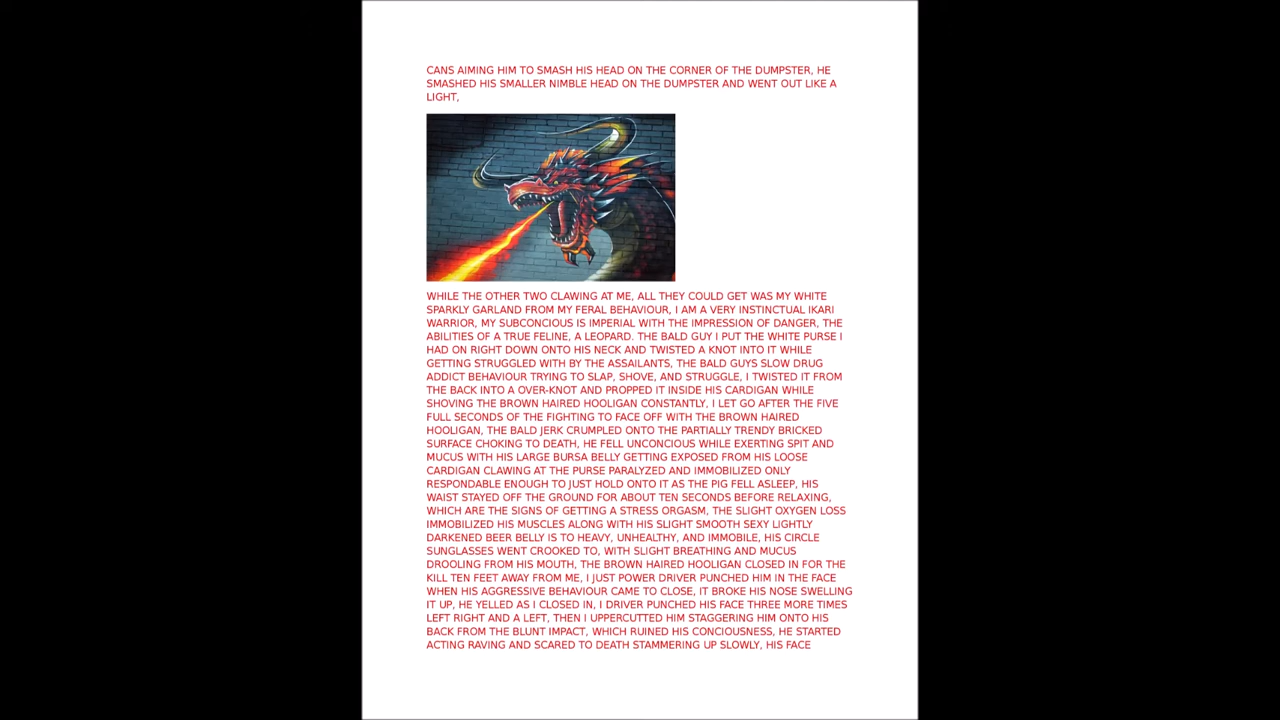 CANS AIMING HIM TO SMASH HIS HEAD ON THE CORNER OF THE DUMPSTER, HE
SMASHED HIS SMALLER NIMBLE HEAD ON THE DUMPSTER AND WENT OUT LIKE A
LIGHT,
WHILE THE OTHER TWO CLAWING AT ME, ALL THEY COULD GET WAS MY WHITE
SPARKLY GARLAND FROM MY FERAL BEHAVIOUR, I AM A VERY INSTINCTUAL IKARI
WARRIOR, MY SUBCONCIOUS IS IMPERIAL WITH THE IMPRESSION OF DANGER, THE
ABILITIES OF A TRUE FELINE, A LEOPARD. THE BALD GUY I PUT THE WHITE PURSE I
HAD ON RIGHT DOWN ONTO HIS NECK AND TWISTED A KNOT INTO IT WHILE
GETTING STRUGGLED WITH BY THE ASSAILANTS, THE BALD GUYS SLOW DRUG
ADDICT BEHAVIOUR TRYING TO SLAP, SHOVE, AND STRUGGLE, I TWISTED IT FROM
THE BACK INTO A OVER-KNOT AND PROPPED IT INSIDE HIS CARDIGAN WHILE
SHOVING THE BROWN HAIRED HOOLIGAN CONSTANTLY, I LET GO AFTER THE FIVE
FULL SECONDS OF THE FIGHTING TO FACE OFF WITH THE BROWN HAIRED
HOOLIGAN, THE BALD JERK CRUMPLED ONTO THE PARTIALLY TRENDY BRICKED
SURFACE CHOKING TO DEATH, HE FELL UNCONCIOUS WHILE EXERTING SPIT AND
MUCUS WITH HIS LARGE BURSA BELLY GETTING EXPOSED FROM HIS LOOSE
CARDIGAN CLAWING AT THE PURSE PARALYZED AND IMMOBILIZED ONLY
RESPONDABLE ENOUGH TO JUST HOLD ONTO IT AS THE PIG FELL ASLEEP, HIS
WAIST STAYED OFF THE GROUND FOR ABOUT TEN SECONDS BEFORE RELAXING,
WHICH ARE THE SIGNS OF GETTING A STRESS ORGASM, THE SLIGHT OXYGEN LOSS
IMMOBILIZED HIS MUSCLES ALONG WITH HIS SLIGHT SMOOTH SEXY LIGHTLY
DARKENED BEER BELLY IS TO HEAVY, UNHEALTHY, AND IMMOBILE, HIS CIRCLE
SUNGLASSES WENT CROOKED TO, WITH SLIGHT BREATHING AND MUCUS
DROOLING FROM HIS MOUTH, THE BROWN HAIRED HOOLIGAN CLOSED IN FOR THE
KILL TEN FEET AWAY FROM ME, I JUST POWER DRIVER PUNCHED HIM IN THE FACE
WHEN HIS AGGRESSIVE BEHAVIOUR CAME TO CLOSE, IT BROKE HIS NOSE SWELLING
IT UP, HE YELLED AS I CLOSED IN, I DRIVER PUNCHED HIS FACE THREE MORE TIMES
LEFT RIGHT AND A LEFT, THEN I UPPERCUTTED HIM STAGGERING HIM ONTO HIS
BACK FROM THE BLUNT IMPACT, WHICH RUINED HIS CONCIOUSNESS, HE STARTED
ACTING RAVING AND SCARED TO DEATH STAMMERING UP SLOWLY, HIS FACE